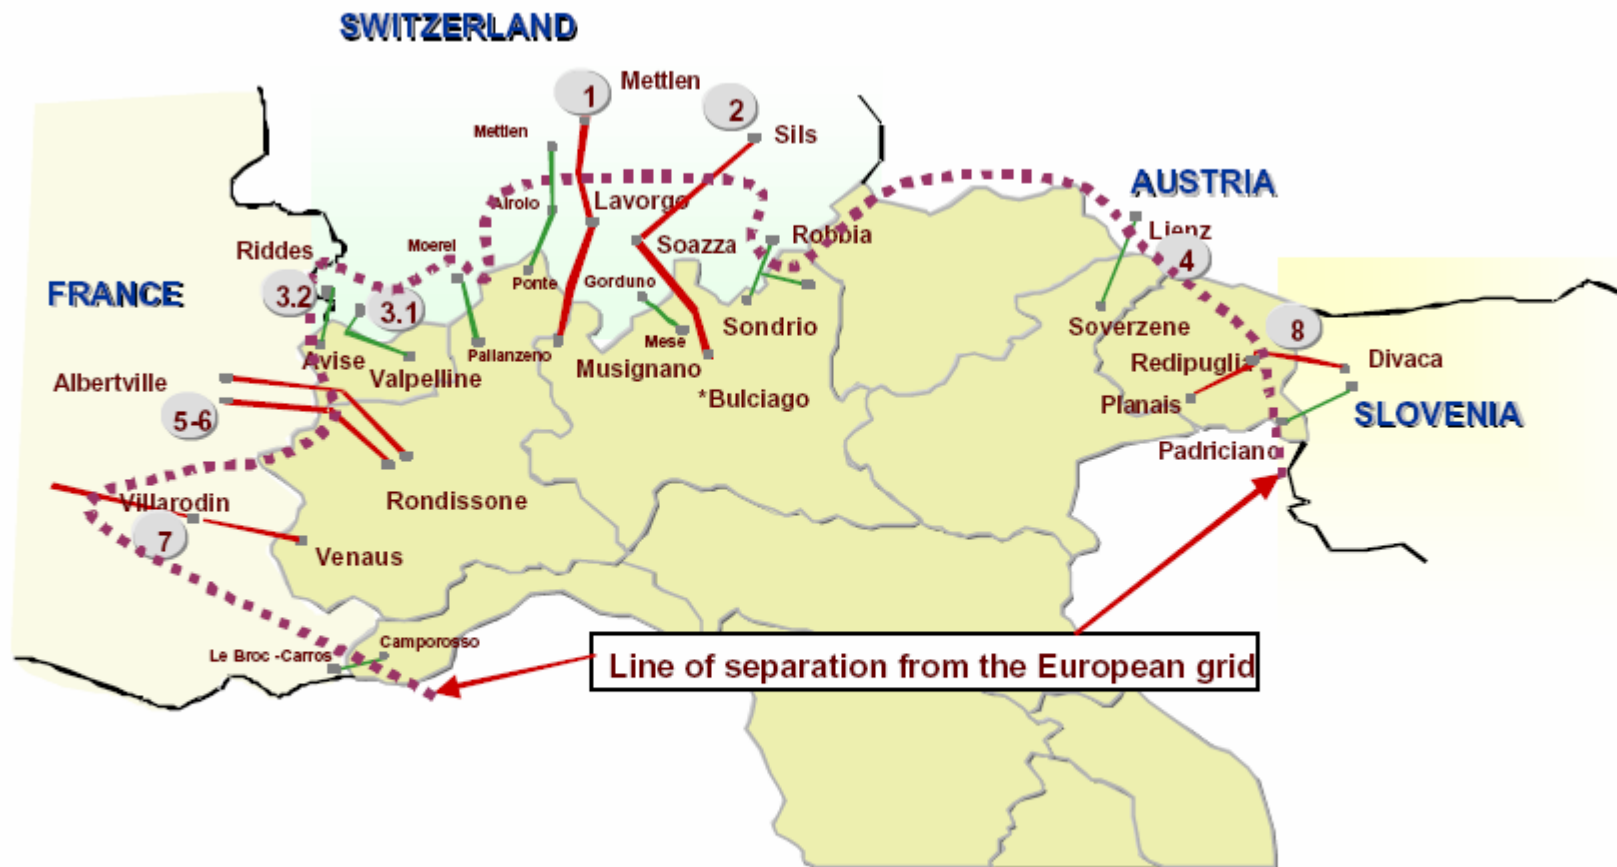 SWITZERLAND
1
Mettlen
2
Sils
Mettlen
AUSTRIA
Airolo
Lavorgo
Lienz
Riddes
Moerel
Soazza
Robbia
4
FRANCE
3.2
3.1
Ponte
Gorduno
Sondrio
Soverzene
8
Avise
Pallanzeno
Mese
Redipuglia
Divaca
Albertville
Valpelline
Musignano
*Bulciago
Planais
5-6
SLOVENIA
Padriciano
Villarodin
Rondissone
7
Venaus
Le Broc -Carros
Camporosso
Line of separation from the European grid